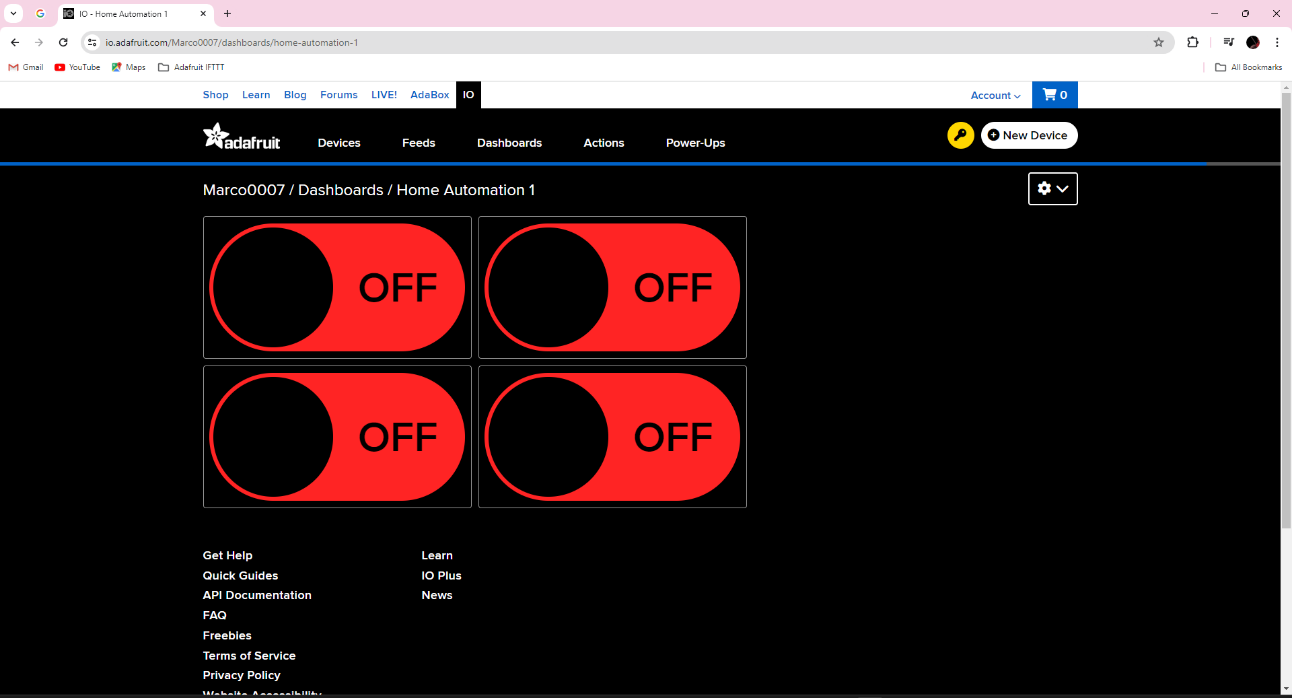 IO - Home Automation 1
io.adafruit.com/Marco0007/dashboards/home-automation-1
Gmail YouTube Maps Adafruit IFTTT All Bookmarks
Shop Learn Blog Forums LIVE! AdaBox IO Account 0
adafruit Devices Feeds Dashboards Actions Power-Ups New Device
Marco0007 / Dashboards / Home Automation 1
OFF OFF
OFF OFF
Get Help Learn
Quick Guides IO Plus
API Documentation News
FAQ
Freebies
Terms of Service
Privacy Policy
Website Accessibility